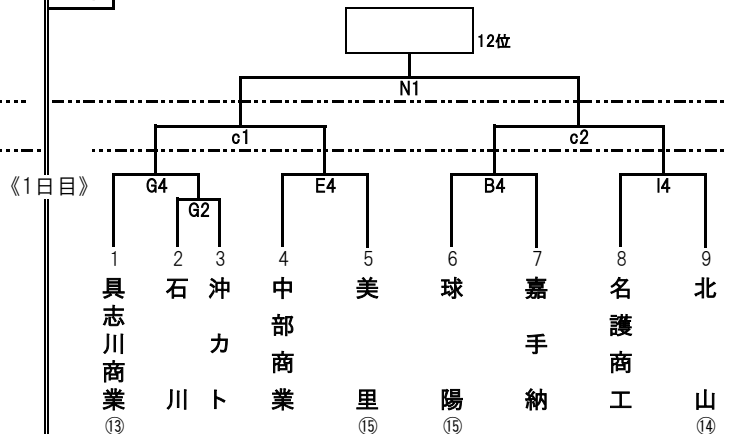 12位
N1
c1 c2
《1日目》
G4 E4 B4 I4
G2
1 2 3 4 5 6 7 8 9
具志川商業
⑬
石川
沖カト
中部商業
美里
⑮
球陽
⑮
嘉手納
名護商工
北山
⑭